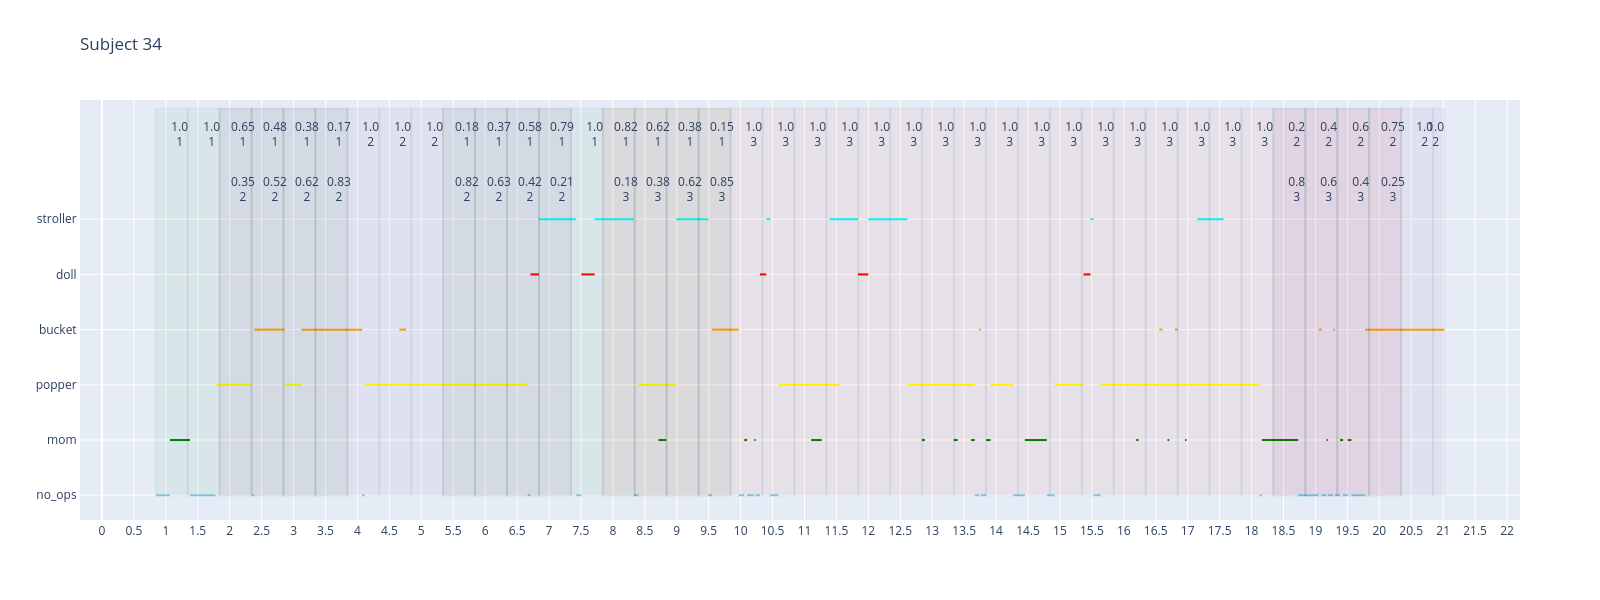 Subject 34
1.0 1.0 0.65 0.48 0.38 0.17 1.0 1.0 1.0 0.18 0.37 0.58 0.79 1.0 0.82 0.62 0.38 0.15 1.0 1.0 1.0 1.0 1.0 1.0 1.0 1.0 1.0 1.0 1.0 1.0 1.0 1.0 1.0 1.0 1.0 0.2 0.4 0.6 0.75 1.0 1.0
1 1 1 1 1 1 2 2 2 1 1 1 1 1 1 1 1 1 3 3 3 3 3 3 3 3 3 3 3 3 3 3 3 3 3 2 2 2 2 2 2
0.35 0.52 0.62 0.83 0.82 0.63 0.42 0.21 0.18 0.38 0.62 0.85 0.8 0.6 0.4 0.25
2 2 2 2 2 2 2 2 3 3 3 3 3 3 3 3
stroller
doll
bucket
popper
mom
no_ops
0 0.5 1 1.5 2 2.5 3 3.5 4 4.5 5 5.5 6 6.5 7 7.5 8 8.5 9 9.5 10 10.5 11 11.5 12 12.5 13 13.5 14 14.5 15 15.5 16 16.5 17 17.5 18 18.5 19 19.5 20 20.5 21 21.5 22